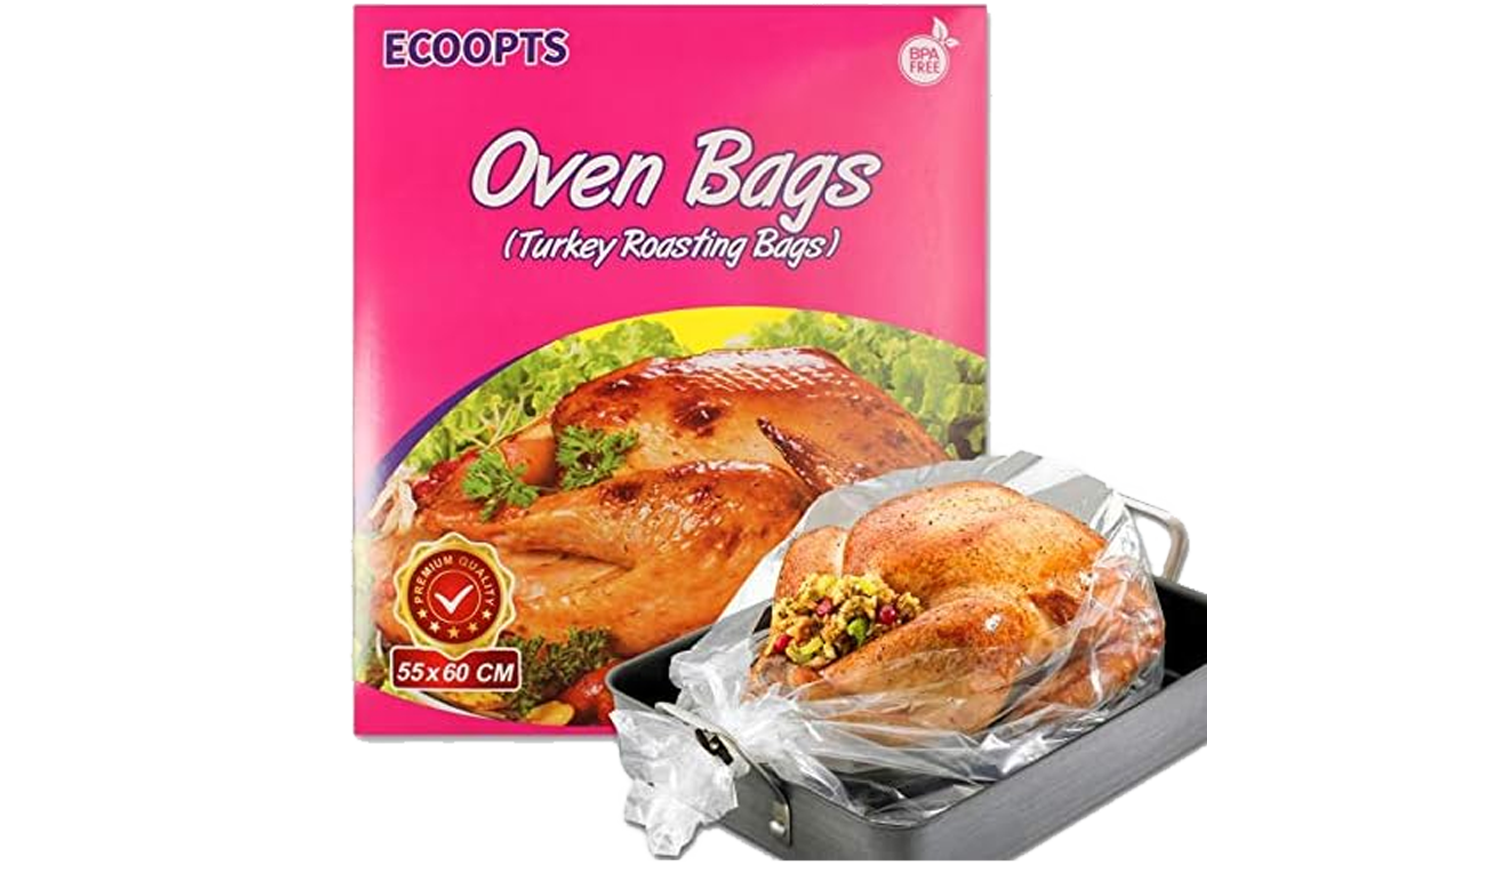 ECOOPTS
BPA
FREE
Oven Bags
(Turkey Roasting Bags)
PREMIUM QUALITY
55x60 CM